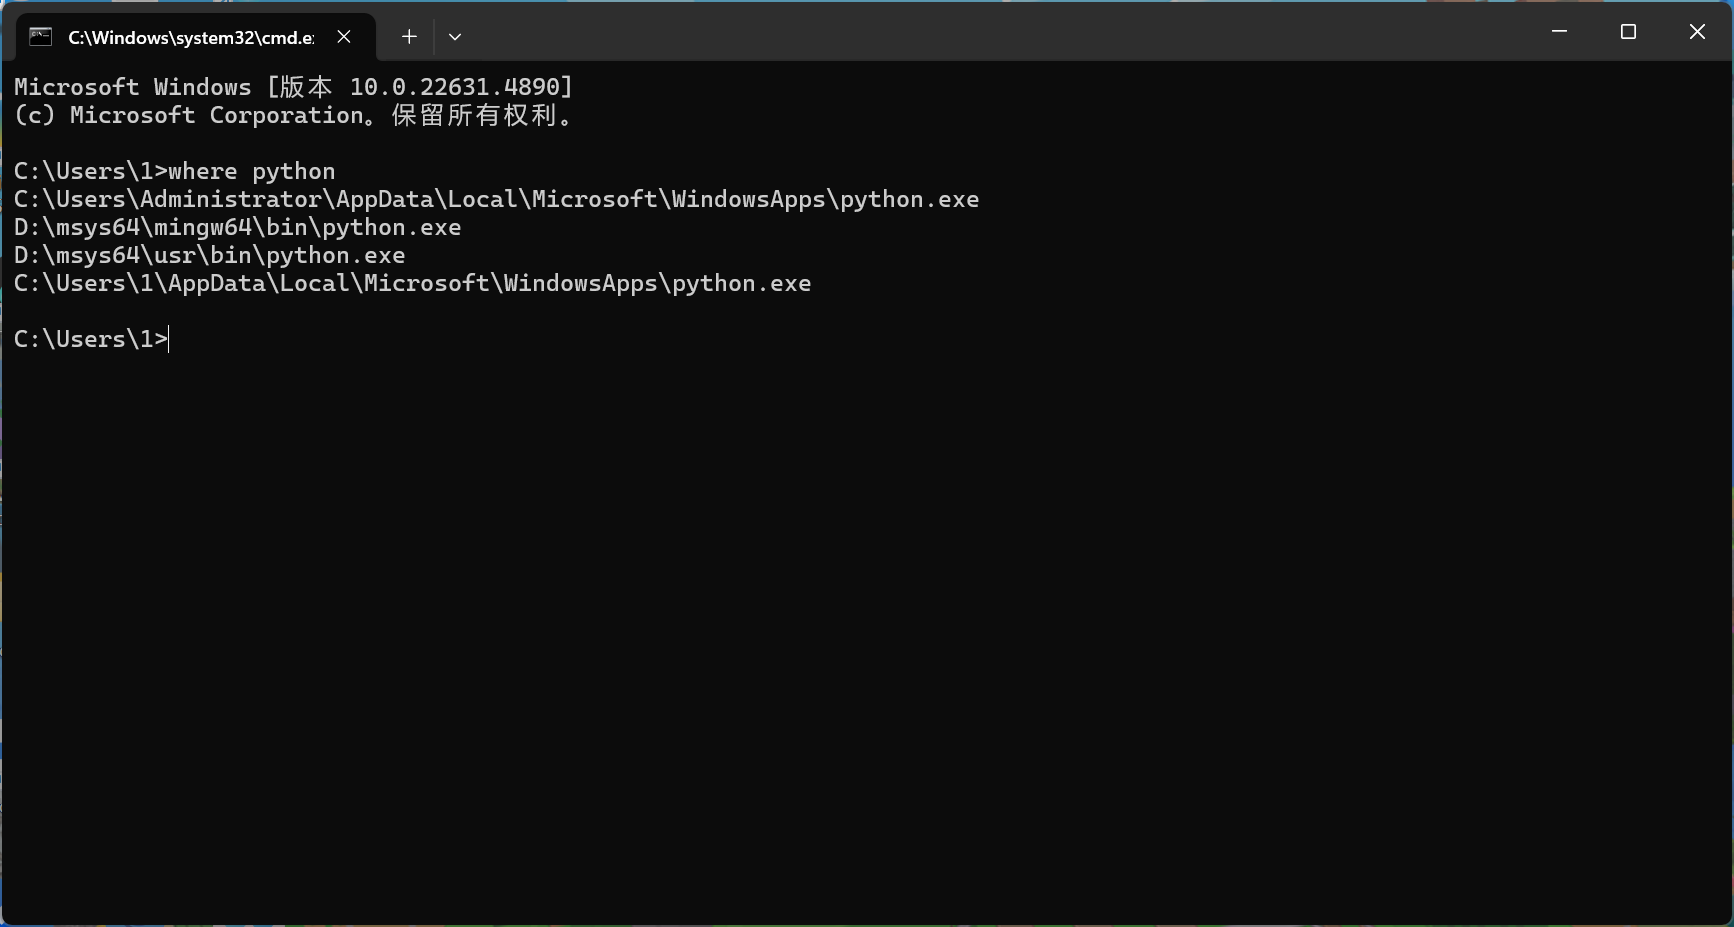 C:\Windows\system32\cmd.e
Microsoft Windows [版本 10.0.22631.4890]
(c) Microsoft Corporation。保留所有权利。
C:\Users\1>where python
C:\Users\Administrator\AppData\Local\Microsoft\WindowsApps\python.exe
D:\msys64\mingw64\bin\python.exe
D:\msys64\usr\bin\python.exe
C:\Users\1\AppData\Local\Microsoft\WindowsApps\python.exe
C:\Users\1>